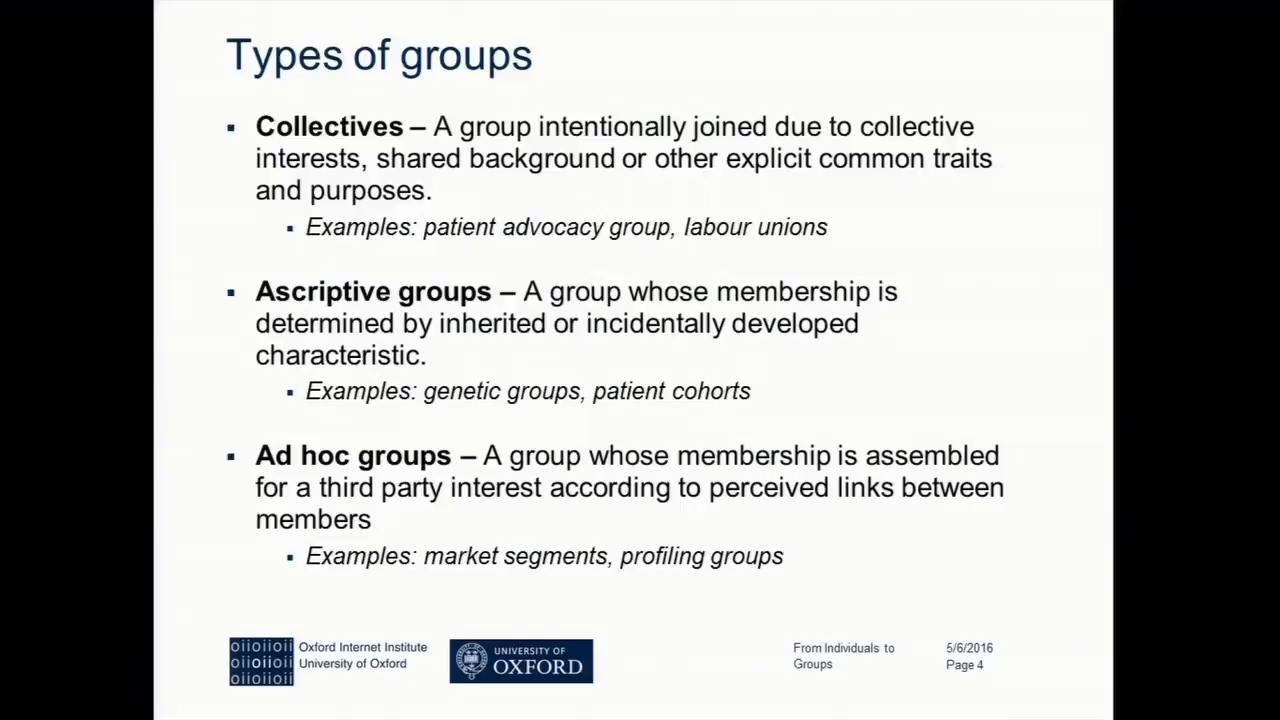 Types of groups
▪ Collectives – A group intentionally joined due to collective
interests, shared background or other explicit common traits
and purposes.
▪ Examples: patient advocacy group, labour unions
▪ Ascriptive groups – A group whose membership is
determined by inherited or incidentally developed
characteristic.
▪ Examples: genetic groups, patient cohorts
▪ Ad hoc groups – A group whose membership is assembled
for a third party interest according to perceived links between
members
▪ Examples: market segments, profiling groups
oiioiioii
oiioiioii
oiioiioii
Oxford Internet Institute
University of Oxford
UNIVERSITY OF
OXFORD
From Individuals to
Groups
5/6/2016
Page 4